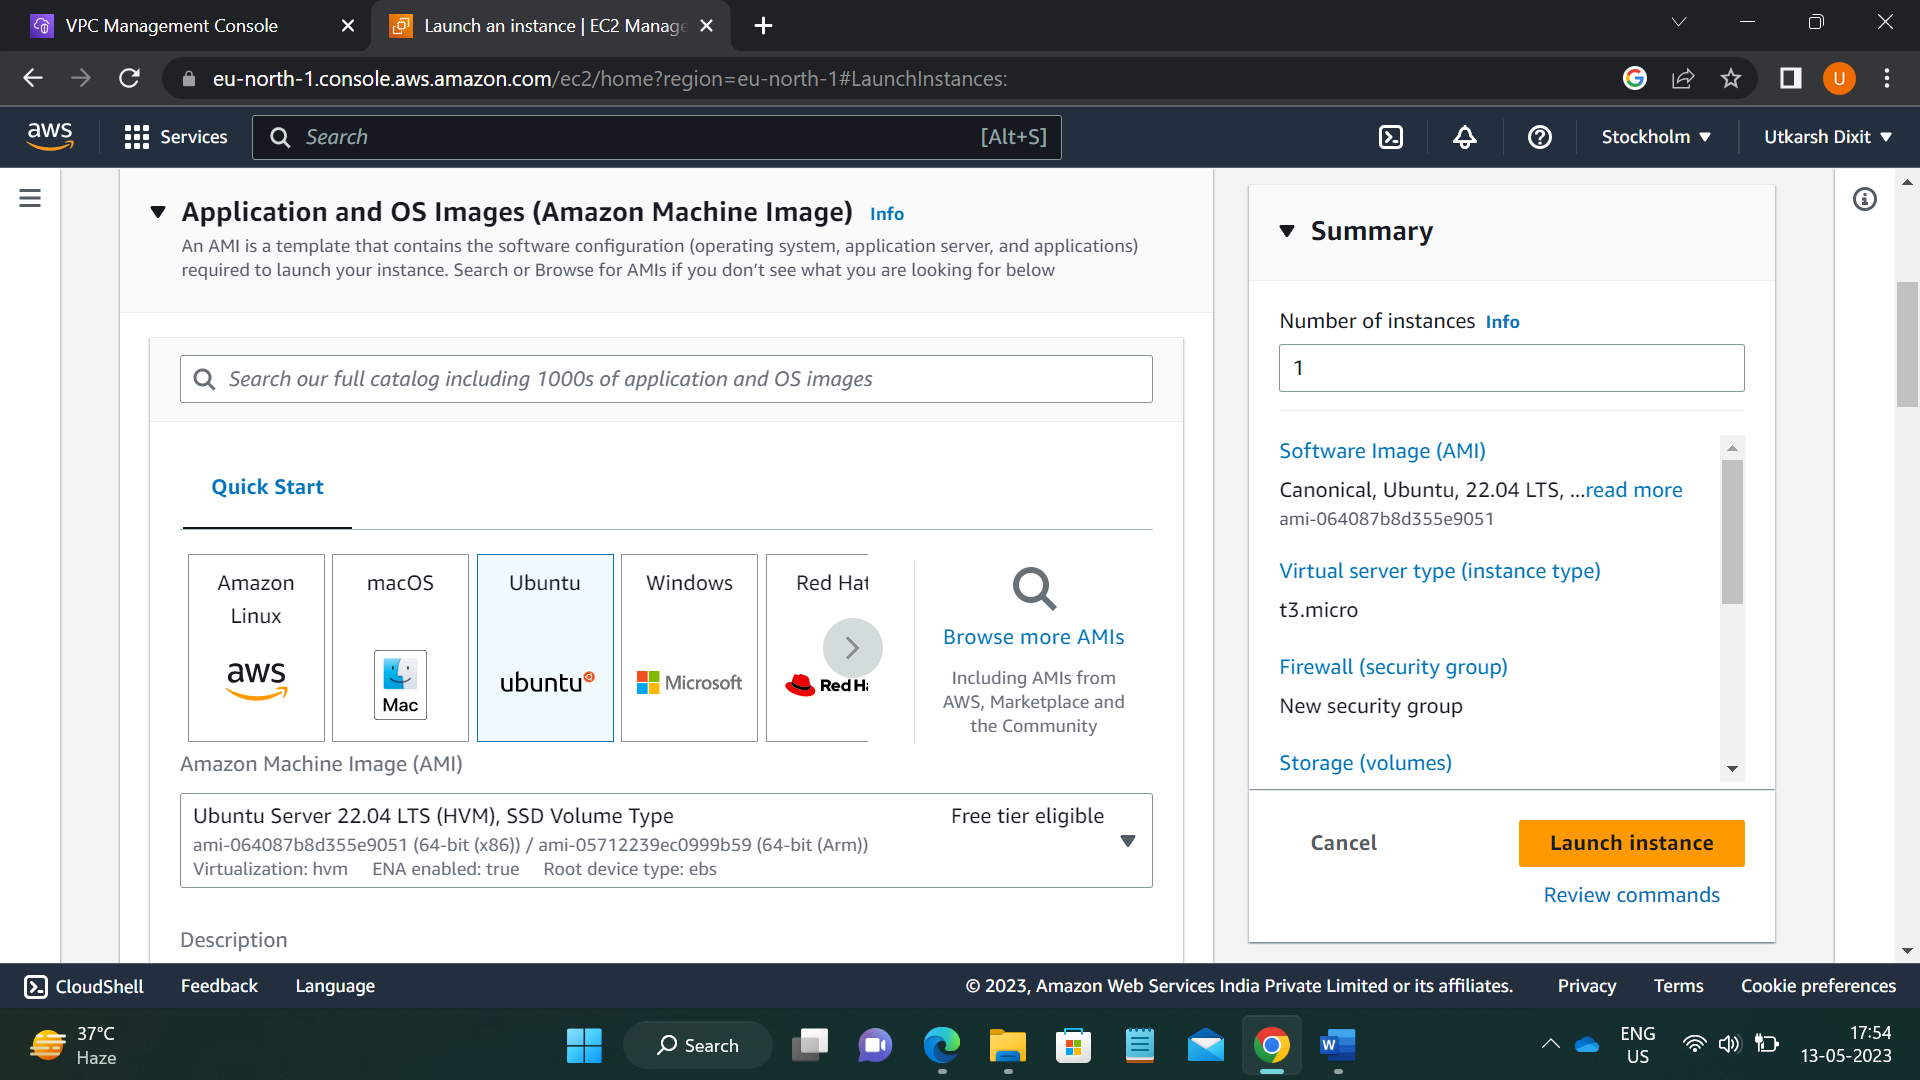 VPC Management Console
Launch an instance | EC2 Manage
eu-north-1.console.aws.amazon.com/ec2/home?region=eu-north-1#LaunchInstances:
U
aws
Services
Search
[Alt+S]
Stockholm
Utkarsh Dixit
Application and OS Images (Amazon Machine Image) Info
An AMI is a template that contains the software configuration (operating system, application server, and applications)
required to launch your instance. Search or Browse for AMIs if you don’t see what you are looking for below
Search our full catalog including 1000s of application and OS images
Quick Start
Amazon
Linux
aws
macOS
Mac
Ubuntu
ubuntu
Windows
Microsoft
Red Hat
Red Ha
Browse more AMIs
Including AMIs from
AWS, Marketplace and
the Community
Amazon Machine Image (AMI)
Ubuntu Server 22.04 LTS (HVM), SSD Volume Type
Free tier eligible
ami-064087b8d355e9051 (64-bit (x86)) / ami-05712239ec0999b59 (64-bit (Arm))
Virtualization: hvm ENA enabled: true Root device type: ebs
Description
Summary
Number of instances Info
1
Software Image (AMI)
Canonical, Ubuntu, 22.04 LTS, ...read more
ami-064087b8d355e9051
Virtual server type (instance type)
t3.micro
Firewall (security group)
New security group
Storage (volumes)
Cancel
Launch instance
Review commands
CloudShell
Feedback
Language
© 2023, Amazon Web Services India Private Limited or its affiliates.
Privacy
Terms
Cookie preferences
37°C
Haze
Search
W
ENG
US
17:54
13-05-2023